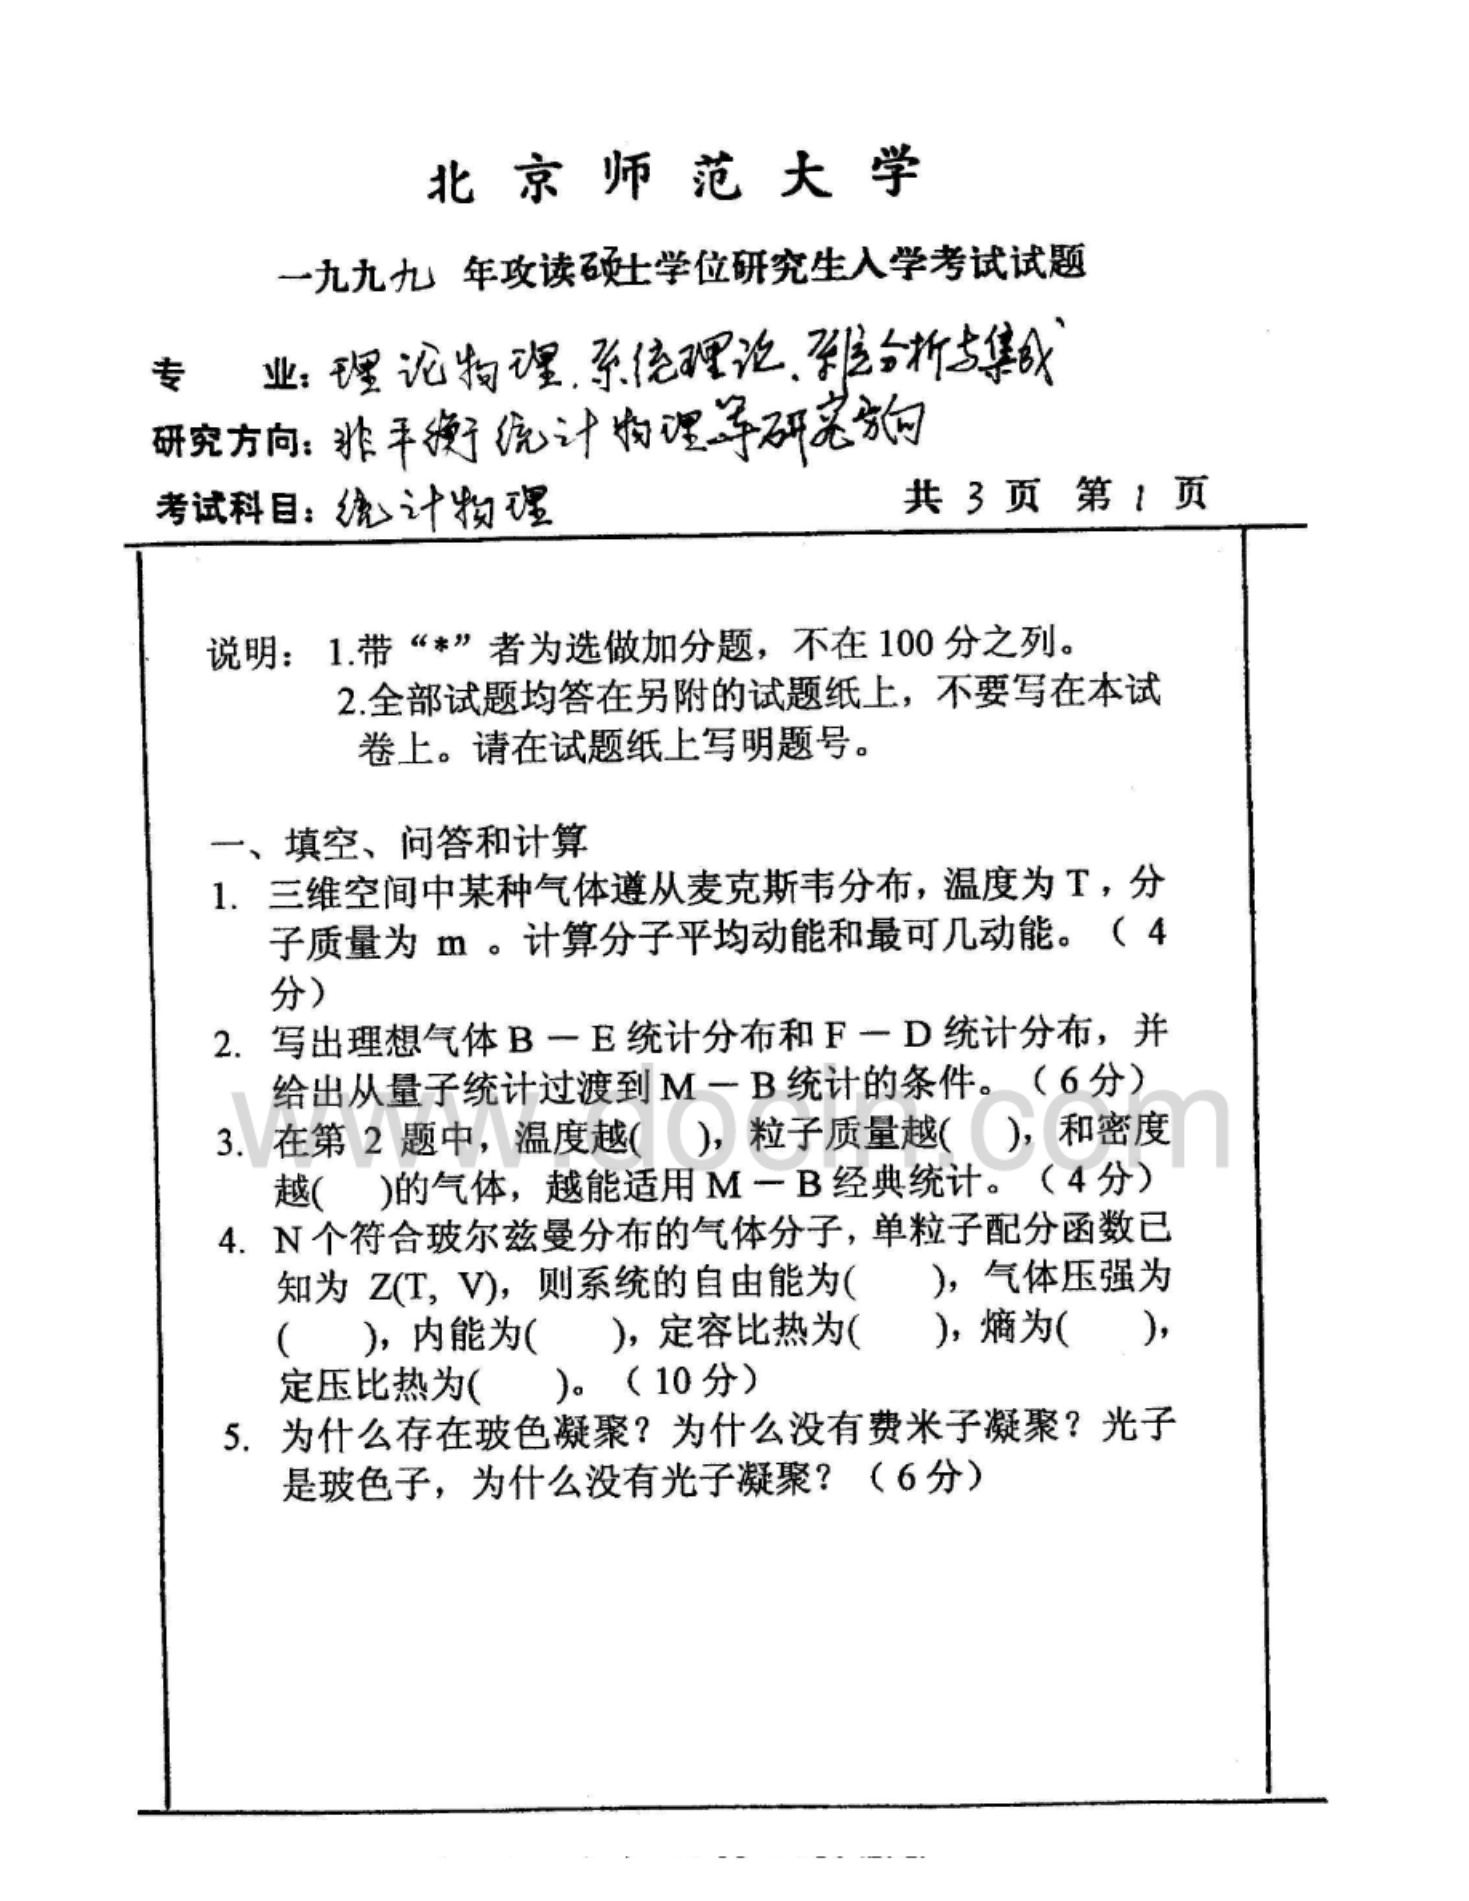 北京师范大学
一九九九 年攻读硕士学位研究生入学考试试题
专 业: 理论物理.系统理论.系统分析与集成
研究方向: 非平衡统计物理等研究方向
考试科目: 统计物理 共 3 页 第 1 页
说明: 1.带“*”者为选做加分题，不在 100 分之列。
2.全部试题均答在另附的试题纸上，不要写在本试
卷上。请在试题纸上写明题号。
一、填空、问答和计算
1. 三维空间中某种气体遵从麦克斯韦分布，温度为 T，分
子质量为 m 。计算分子平均动能和最可几动能。（ 4
分）
2. 写出理想气体 B － E 统计分布和 F － D 统计分布，并
给出从量子统计过渡到 M － B 统计的条件。（ 6 分）
3. 在第 2 题中，温度越( )，粒子质量越( )，和密度
越( )的气体，越能适用 M － B 经典统计。（ 4 分）
4. N 个符合玻尔兹曼分布的气体分子，单粒子配分函数已
知为 Z(T, V)，则系统的自由能为( )，气体压强为
( )，内能为( )，定容比热为( )，熵为( )，
定压比热为( )。（ 10 分）
5. 为什么存在玻色凝聚？为什么没有费米子凝聚？光子
是玻色子，为什么没有光子凝聚？（ 6 分）
www.docin.com